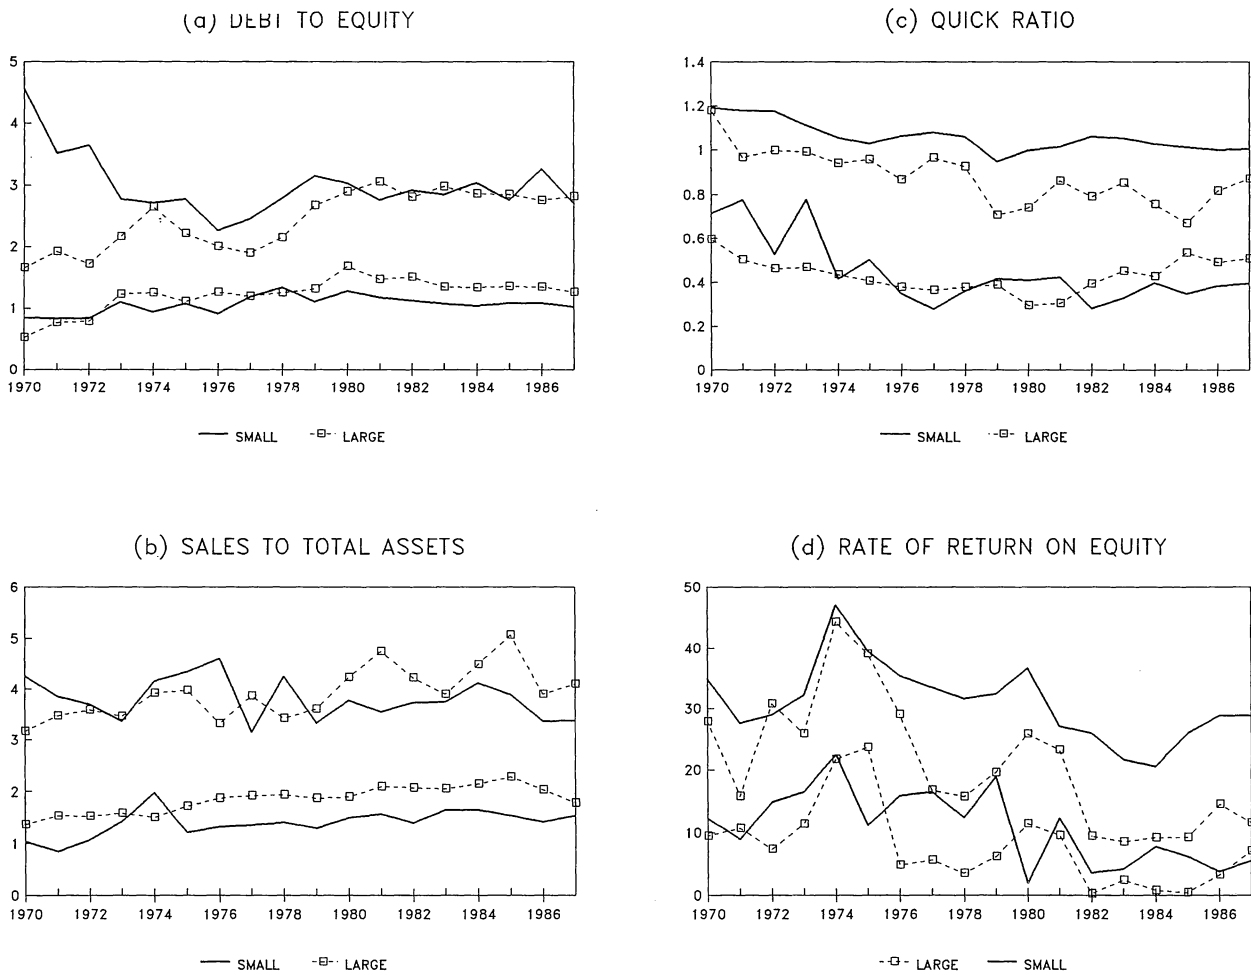 (a) DEBT TO EQUITY
5
4
3
2
1
0
1970 1972 1974 1976 1978 1980 1982 1984 1986
SMALL LARGE
(c) QUICK RATIO
1.4
1.2
1
0.8
0.6
0.4
0.2
0
1970 1972 1974 1976 1978 1980 1982 1984 1986
SMALL LARGE
(b) SALES TO TOTAL ASSETS
6
5
4
3
2
1
0
1970 1972 1974 1976 1978 1980 1982 1984 1986
SMALL LARGE
(d) RATE OF RETURN ON EQUITY
50
40
30
20
10
0
1970 1972 1974 1976 1978 1980 1982 1984 1986
LARGE SMALL